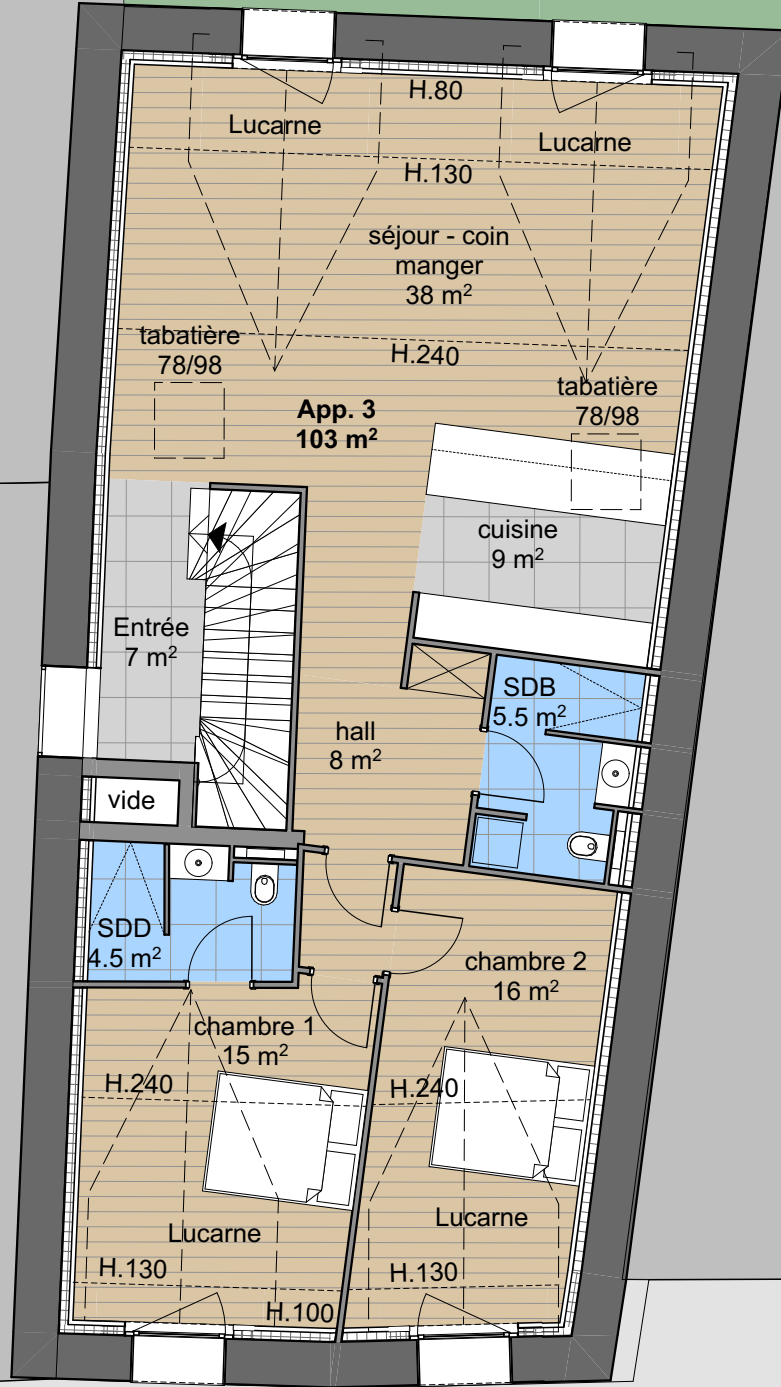 H.80
Lucarne
Lucarne
H.130
séjour - coin
manger
38 m²
tabatière
78/98
H.240
tabatière
78/98
App. 3
103 m²
cuisine
9 m²
Entrée
7 m²
SDB
5.5 m²
hall
8 m²
vide
SDD
4.5 m²
chambre 2
16 m²
chambre 1
15 m²
H.240
H.240
Lucarne
Lucarne
H.130
H.130
H.100